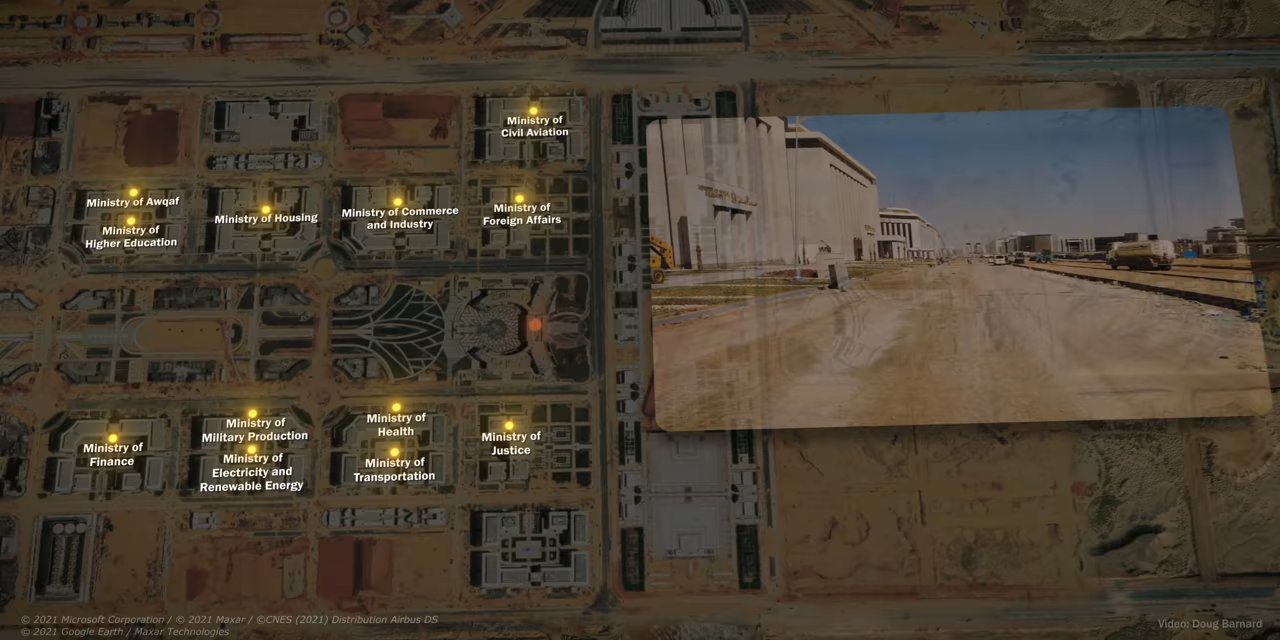 Ministry of
Civil Aviation
Ministry of Awqaf
Ministry of
Higher Education
Ministry of Housing
Ministry of Commerce
and Industry
Ministry of
Foreign Affairs
Ministry of
Finance
Ministry of
Military Production
Ministry of
Electricity and
Renewable Energy
Ministry of
Health
Ministry of
Transportation
Ministry of
Justice
© 2021 Microsoft Corporation / © 2021 Maxar / ©CNES (2021) Distribution Airbus DS
© 2021 Google Earth / Maxar Technologies
Video: Doug Barnard